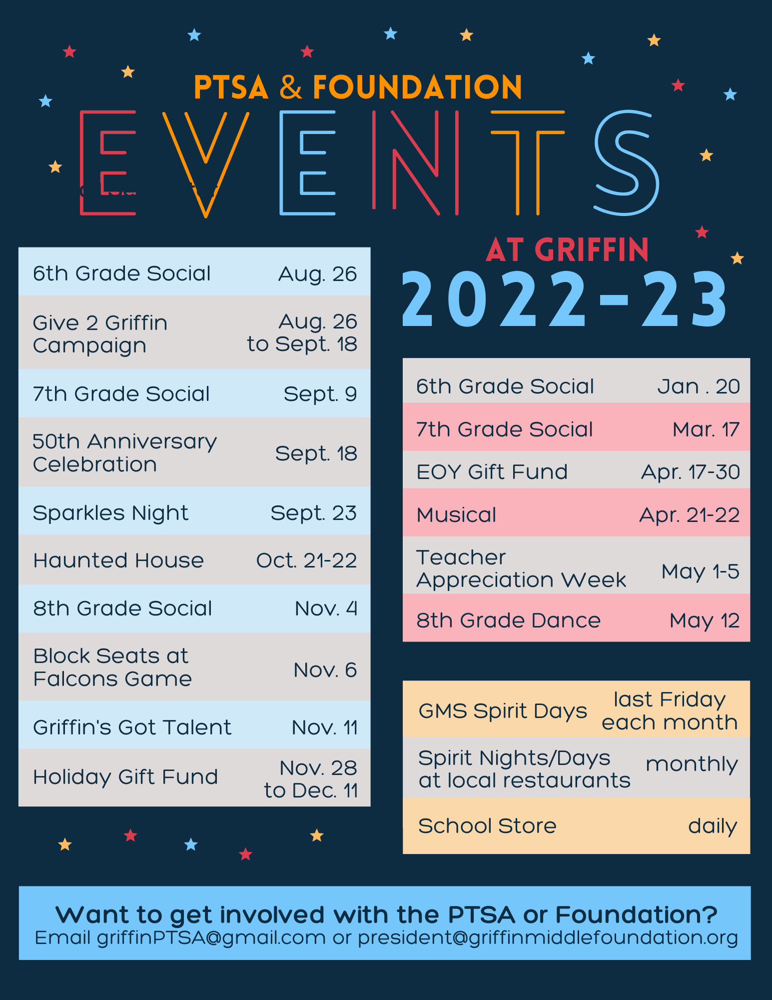 PTSA & FOUNDATION
EVENTS
AT GRIFFIN
2022-23
6th Grade Social Aug. 26
Give 2 Griffin Campaign Aug. 26
to Sept. 18
7th Grade Social Sept. 9
50th Anniversary
Celebration Sept. 18
Sparkles Night Sept. 23
Haunted House Oct. 21-22
8th Grade Social Nov. 4
Block Seats at
Falcons Game Nov. 6
Griffin's Got Talent Nov. 11
Holiday Gift Fund Nov. 28
to Dec. 11
6th Grade Social Jan . 20
7th Grade Social Mar. 17
EOY Gift Fund Apr. 17-30
Musical Apr. 21-22
Teacher
Appreciation Week May 1-5
8th Grade Dance May 12
GMS Spirit Days last Friday
each month
Spirit Nights/Days
at local restaurants monthly
School Store daily
Want to get involved with the PTSA or Foundation?
Email griffinPTSA@gmail.com or president@griffinmiddlefoundation.org